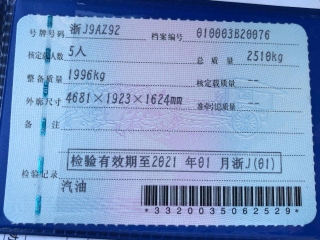 号牌号码 浙J9AZ92 档案编号 010003B20076
核定载人数 5人 总质量 2510kg
整备质量 1996kg 核定载质量 --
外廓尺寸 4681×1923×1624mm 准牵引总质量 --
备注
检验有效期至2021年01月浙J(01)
检验记录
汽油
*3320035062529*